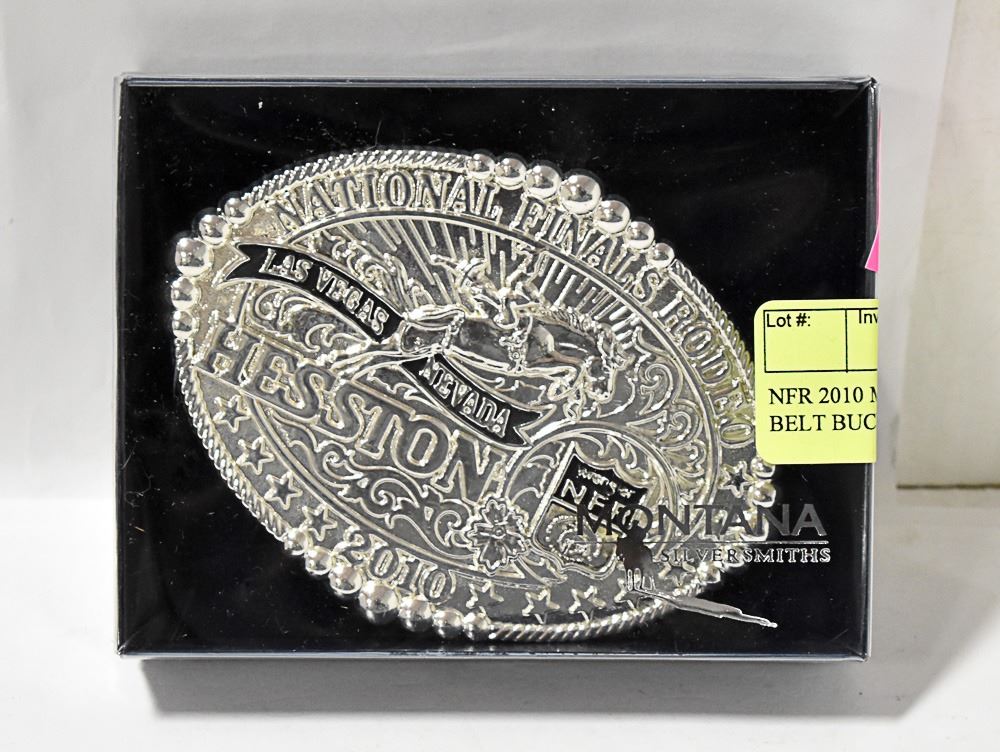 NATIONAL FINALS RODEO
LAS VEGAS
NEVADA
HESSTON
2010
NFR
MONTANA
SILVERSMITHS
Lot #:
Inv
NFR 2010 M
BELT BUC